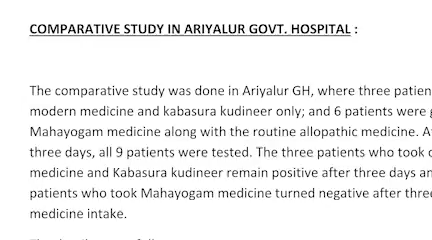 COMPARATIVE STUDY IN ARIYALUR GOVT. HOSPITAL :
The comparative study was done in Ariyalur GH, where three
modern medicine and kabasura kudineer only; and 6 patients were
Mahayogam medicine along with the routine allopathic medicine.
three days, all 9 patients were tested. The three patients who took
medicine and Kabasura kudineer remain positive after three days
patients who took Mahayogam medicine turned negative after
medicine intake.